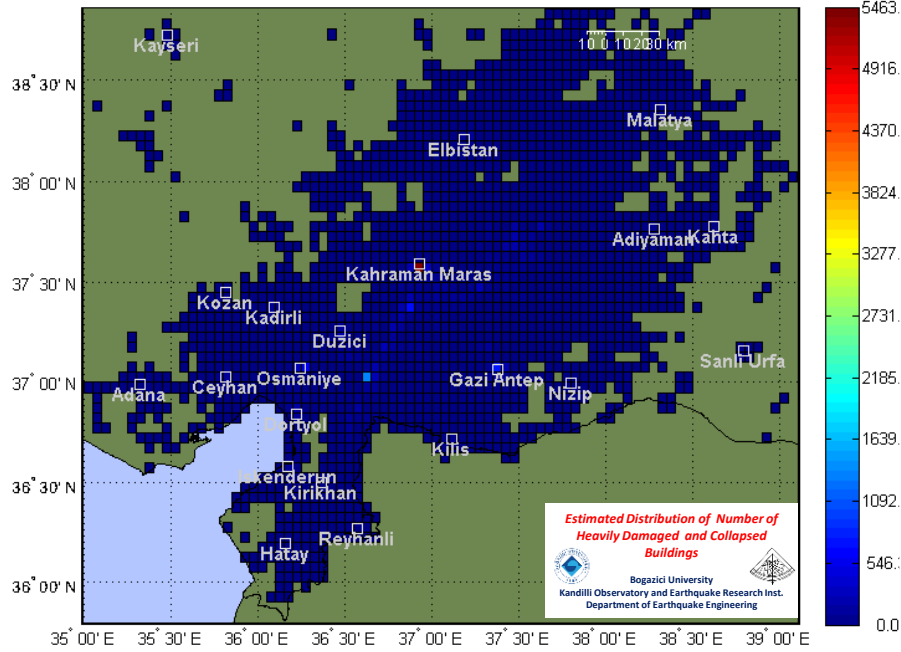 Kayseri
10 0 10 20 30 km
Malatya
Elbistan
Adiyaman
Kahta
Kahraman Maras
Kozan
Kadirli
Duzici
Sanli Urfa
Adana
Ceyhan
Osmaniye
Gazi Antep
Nizip
Dortyol
Kilis
Iskenderun
Kirikhan
Reyhanli
Hatay
38° 30' N
38° 00' N
37° 30' N
37° 00' N
36° 30' N
36° 00' N
35° 00' E
35° 30' E
36° 00' E
36° 30' E
37° 00' E
37° 30' E
38° 00' E
38° 30' E
39° 00' E
5463.
4916.
4370.
3824.
3277.
2731.
2185.
1639.
1092.
546.
0.0
Estimated Distribution of Number of
Heavily Damaged and Collapsed
Buildings
Bogazici University
Kandilli Observatory and Earthquake Research Inst.
Department of Earthquake Engineering